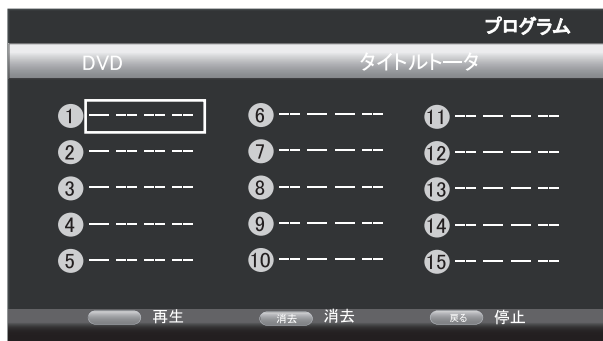 プログラム
DVD タイトルトータ
1 — -- -- -- -- 6 -- — — -- 11 -- — — --
2 — -- -- -- -- 7 -- — — -- 12 -- — — --
3 — -- -- -- -- 8 -- — — -- 13 -- — — --
4 — -- -- -- -- 9 -- — — -- 14 -- — — --
5 — -- -- -- -- 10 -- — — -- 15 -- — — --
再生 消去 消去 戻る 停止